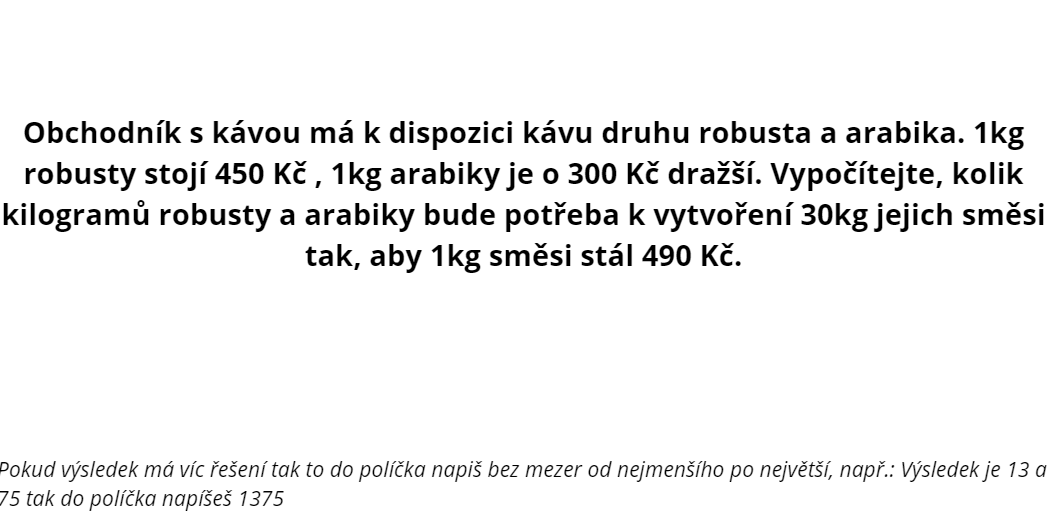 Obchodník s kávou má k dispozici kávu druhu robusta a arabika. 1kg
robusty stojí 450 Kč , 1kg arabiky je o 300 Kč dražší. Vypočítejte, kolik
kilogramů robusty a arabiky bude potřeba k vytvoření 30kg jejich směsi
tak, aby 1kg směsi stál 490 Kč.
Pokud výsledek má víc řešení tak to do políčka napiš bez mezer od nejmenšího po největší, např.: Výsledek je 13 a
75 tak do políčka napíšeš 1375